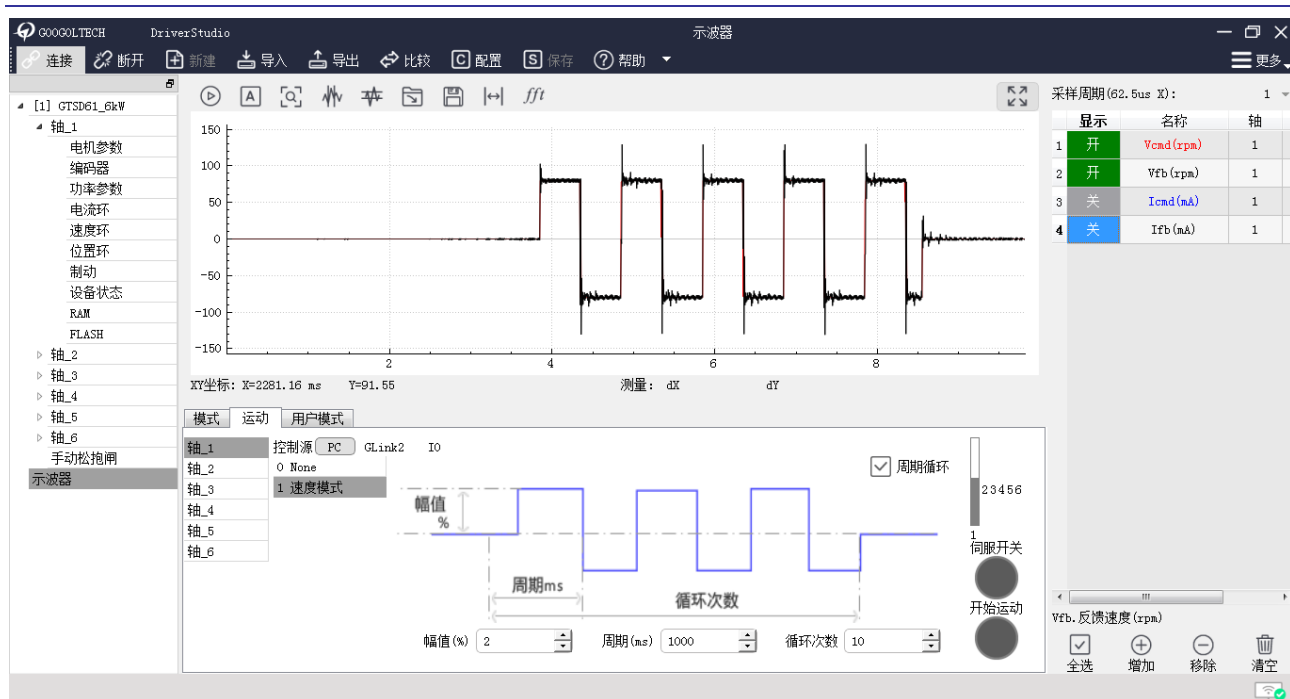 GOOGOLTECH DriverStudio 示波器
连接 断开 新建 导入 导出 比较 C 配置 S 保存 ? 帮助 更多
[1] GTSD61_6kW
轴_1
电机参数
编码器
功率参数
电流环
速度环
位置环
制动
设备状态
RAM
FLASH
轴_2
轴_3
轴_4
轴_5
轴_6
手动松抱闸
示波器
A fft
150
100
50
0
-50
-100
-150
2 4 6 8
XY坐标: X=2281.16 ms Y=91.55 测量: dX dY
模式 运动 用户模式
轴_1
轴_2
轴_3
轴_4
轴_5
轴_6
控制源 PC GLink2 IO
0 None
1 速度模式
周期循环
幅值
%
周期ms
循环次数
幅值(%) 2 周期(ms) 1000 循环次数 10
23456
1
伺服开关
开始运动
采样周期(62.5us X): 1
显示 名称 轴
1 开 Vcmd(rpm) 1
2 开 Vfb(rpm) 1
3 关 Icmd(mA) 1
4 关 Ifb(mA) 1
Vfb.反馈速度(rpm)
全选 增加 移除 清空